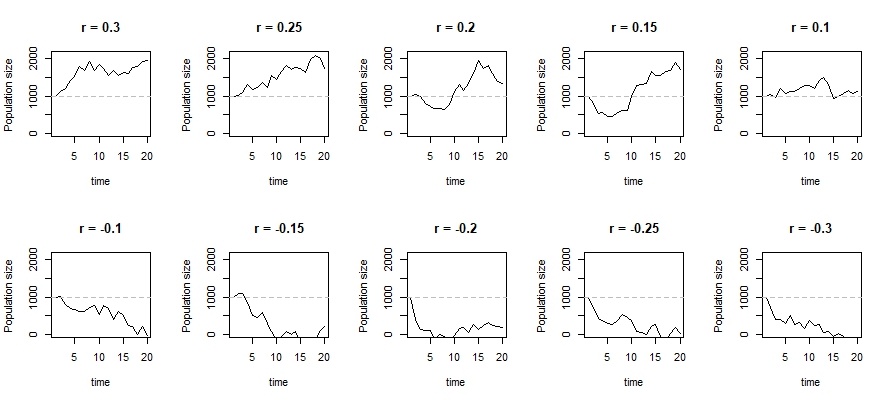 r = 0.3
Population size
0 1000 2000
5 10 15 20
time
r = 0.25
Population size
0 1000 2000
5 10 15 20
time
r = 0.2
Population size
0 1000 2000
5 10 15 20
time
r = 0.15
Population size
0 1000 2000
5 10 15 20
time
r = 0.1
Population size
0 1000 2000
5 10 15 20
time
r = -0.1
Population size
0 1000 2000
5 10 15 20
time
r = -0.15
Population size
0 1000 2000
5 10 15 20
time
r = -0.2
Population size
0 1000 2000
5 10 15 20
time
r = -0.25
Population size
0 1000 2000
5 10 15 20
time
r = -0.3
Population size
0 1000 2000
5 10 15 20
time